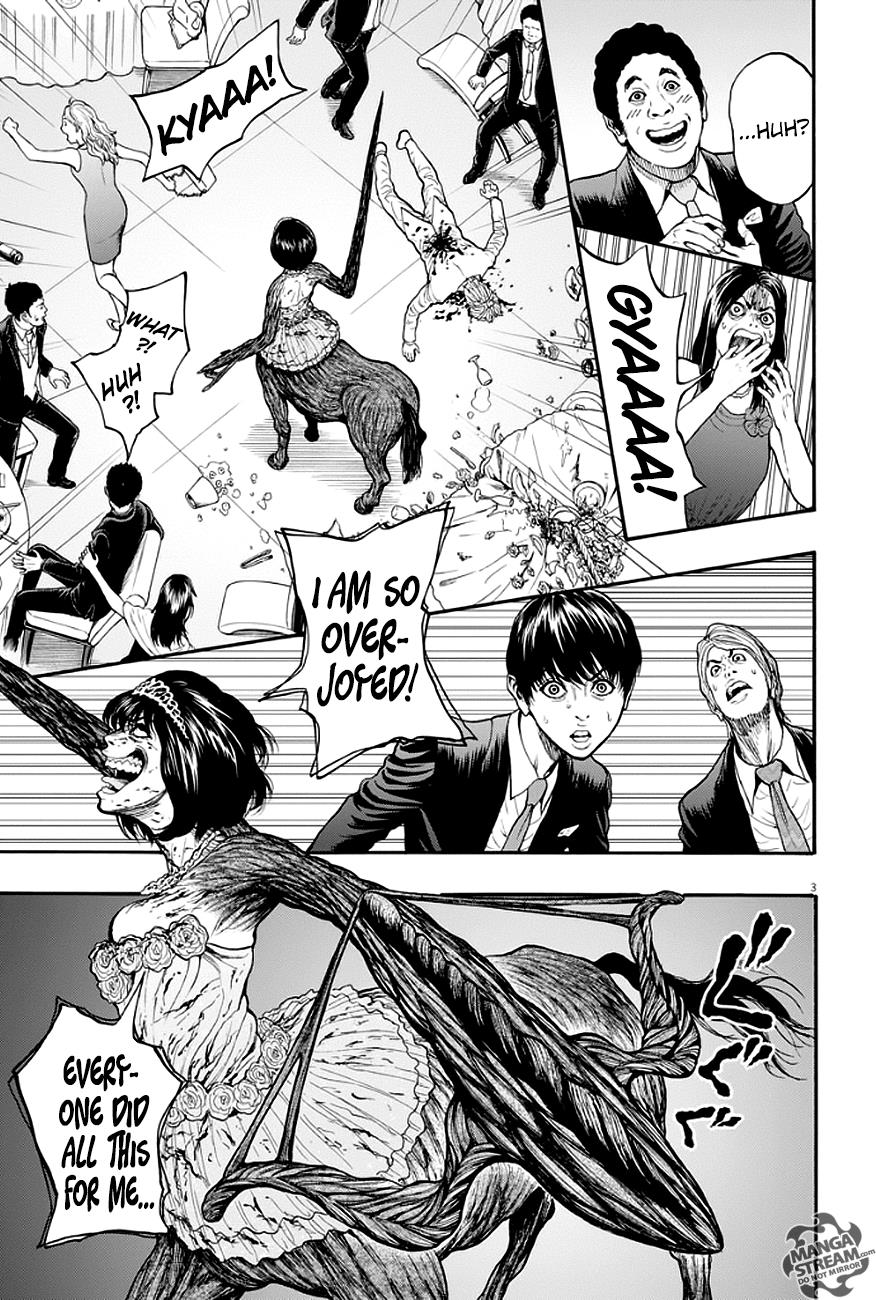 ...HUH?
GYAAAA!
KYAAA!
WHAT
?!
HUH
?!
I AM SO
OVER-
JOYED!
3
EVERY-
ONE DID
ALL THIS
FOR ME...
MANGA
STREAM.com
DO NOT MIRROR!